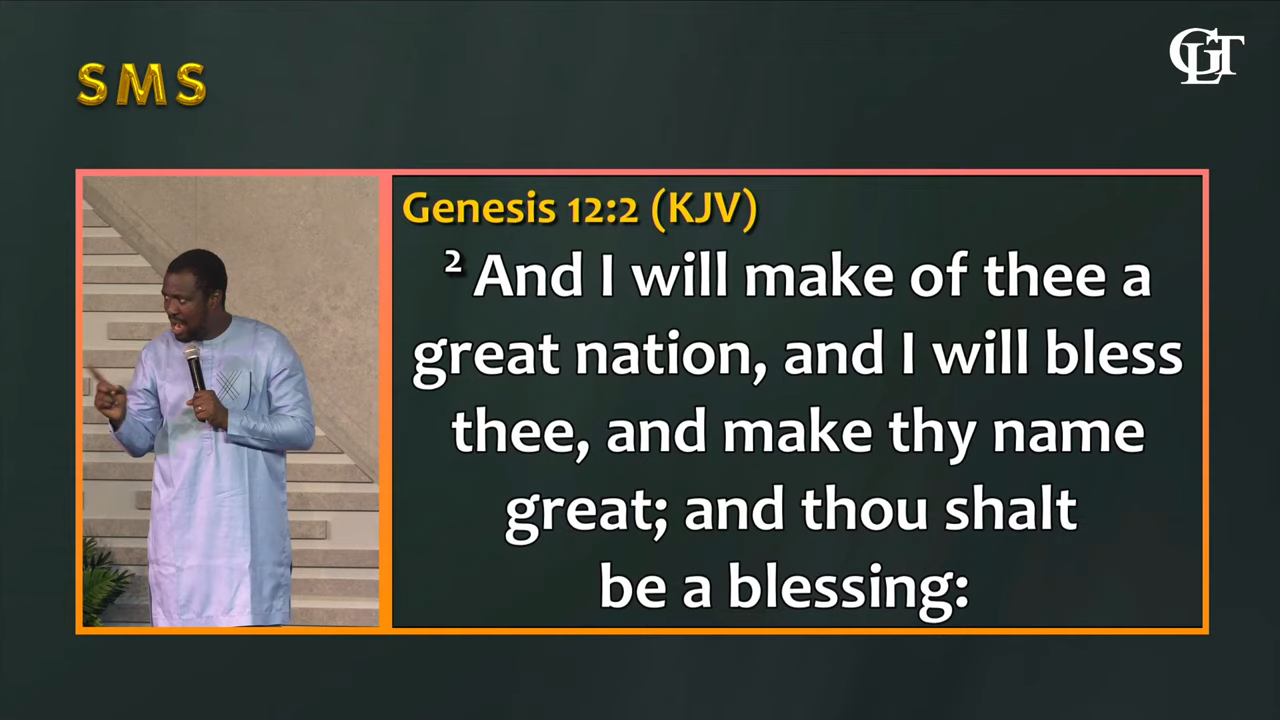 SMS
GLT
Genesis 12:2 (KJV)
2 And I will make of thee a
great nation, and I will bless
thee, and make thy name
great; and thou shalt
be a blessing: